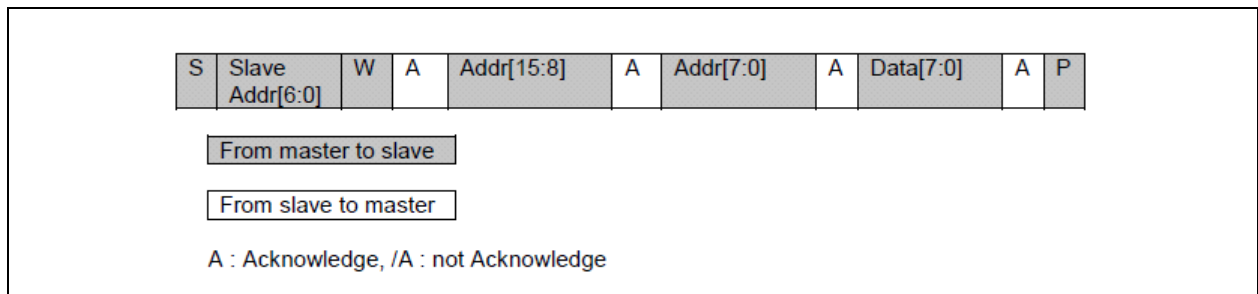 S Slave W A Addr[15:8] A Addr[7:0] A Data[7:0] A P
Addr[6:0]
From master to slave
From slave to master
A : Acknowledge, /A : not Acknowledge